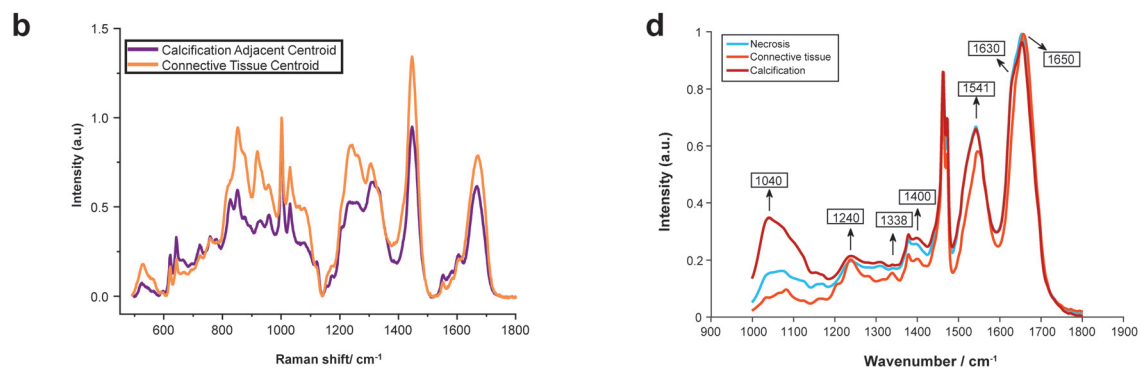 b
Calcification Adjacent Centroid
Connective Tissue Centroid
Intensity (a.u)
1.5
1.0
0.5
0.0
600 800 1000 1200 1400 1600 1800
Raman shift/ cm-1
d
Necrosis
Connective tissue
Calcification
1630
1650
1541
1040
1240
1338
1400
Intensity (a.u.)
1
0.8
0.6
0.4
0.2
0
900 1000 1100 1200 1300 1400 1500 1600 1700 1800 1900
Wavenumber / cm-1